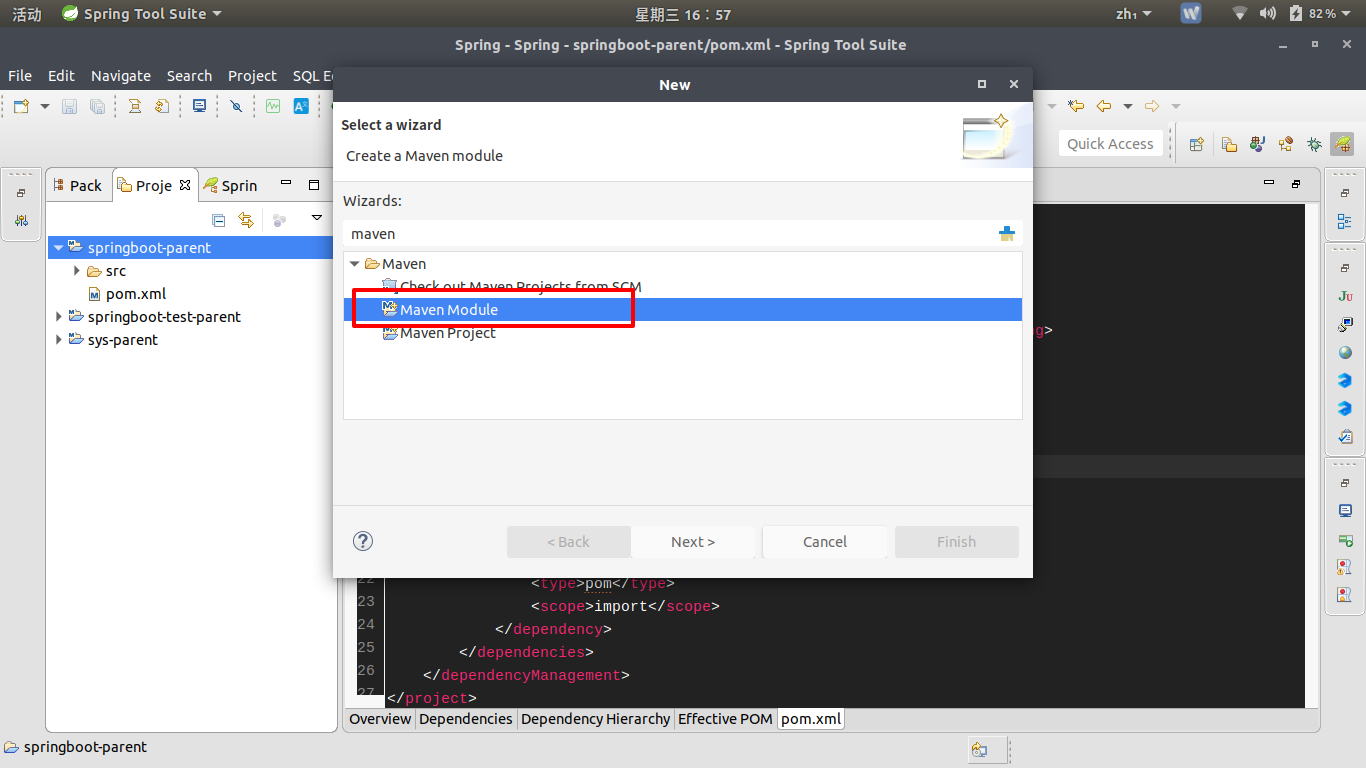 活动 Spring Tool Suite 星期三 16：57 zh₁ W 82%
Spring - Spring - springboot-parent/pom.xml - Spring Tool Suite
File Edit Navigate Search Project SQL
New
Select a wizard
Create a Maven module
Quick Access
Pack Proje Sprin
Wizards:
maven
springboot-parent
src
pom.xml
springboot-test-parent
sys-parent
Maven
Check out Maven Projects from SCM
Maven Module
Maven Project
g>
< Back Next > Cancel Finish
22 <type>pom</type>
23 <scope>import</scope>
24 </dependency>
25 </dependencies>
26 </dependencyManagement>
27 </project>
Overview Dependencies Dependency Hierarchy Effective POM pom.xml
springboot-parent